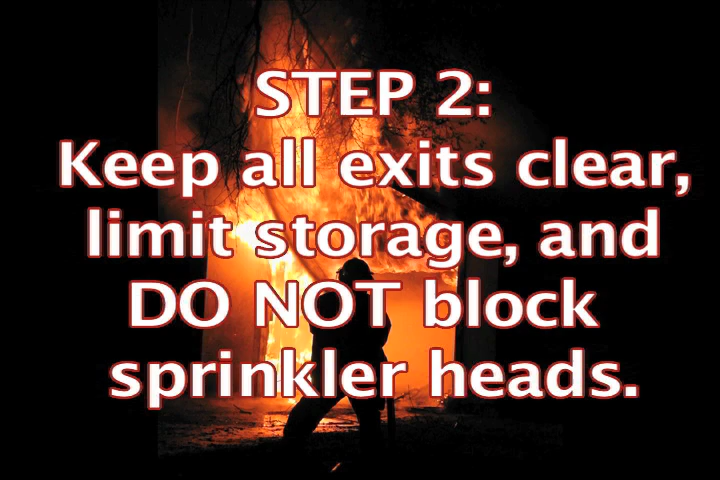 STEP 2:
Keep all exits clear,
limit storage, and
DO NOT block
sprinkler heads.